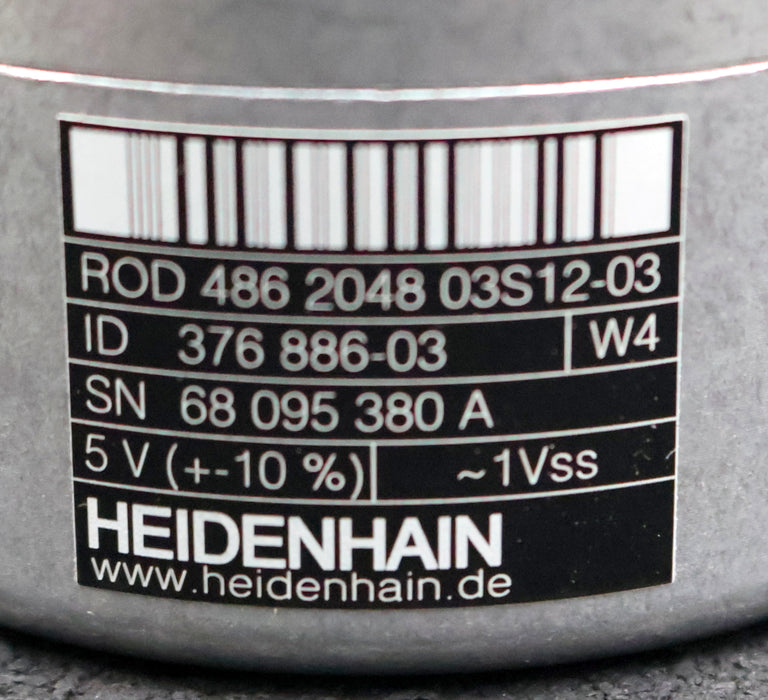 ROD 486 2048 03S12-03
ID 376 886-03 W4
SN 68 095 380 A
5 V (+-10 %) ~1Vss
HEIDENHAIN
www.heidenhain.de